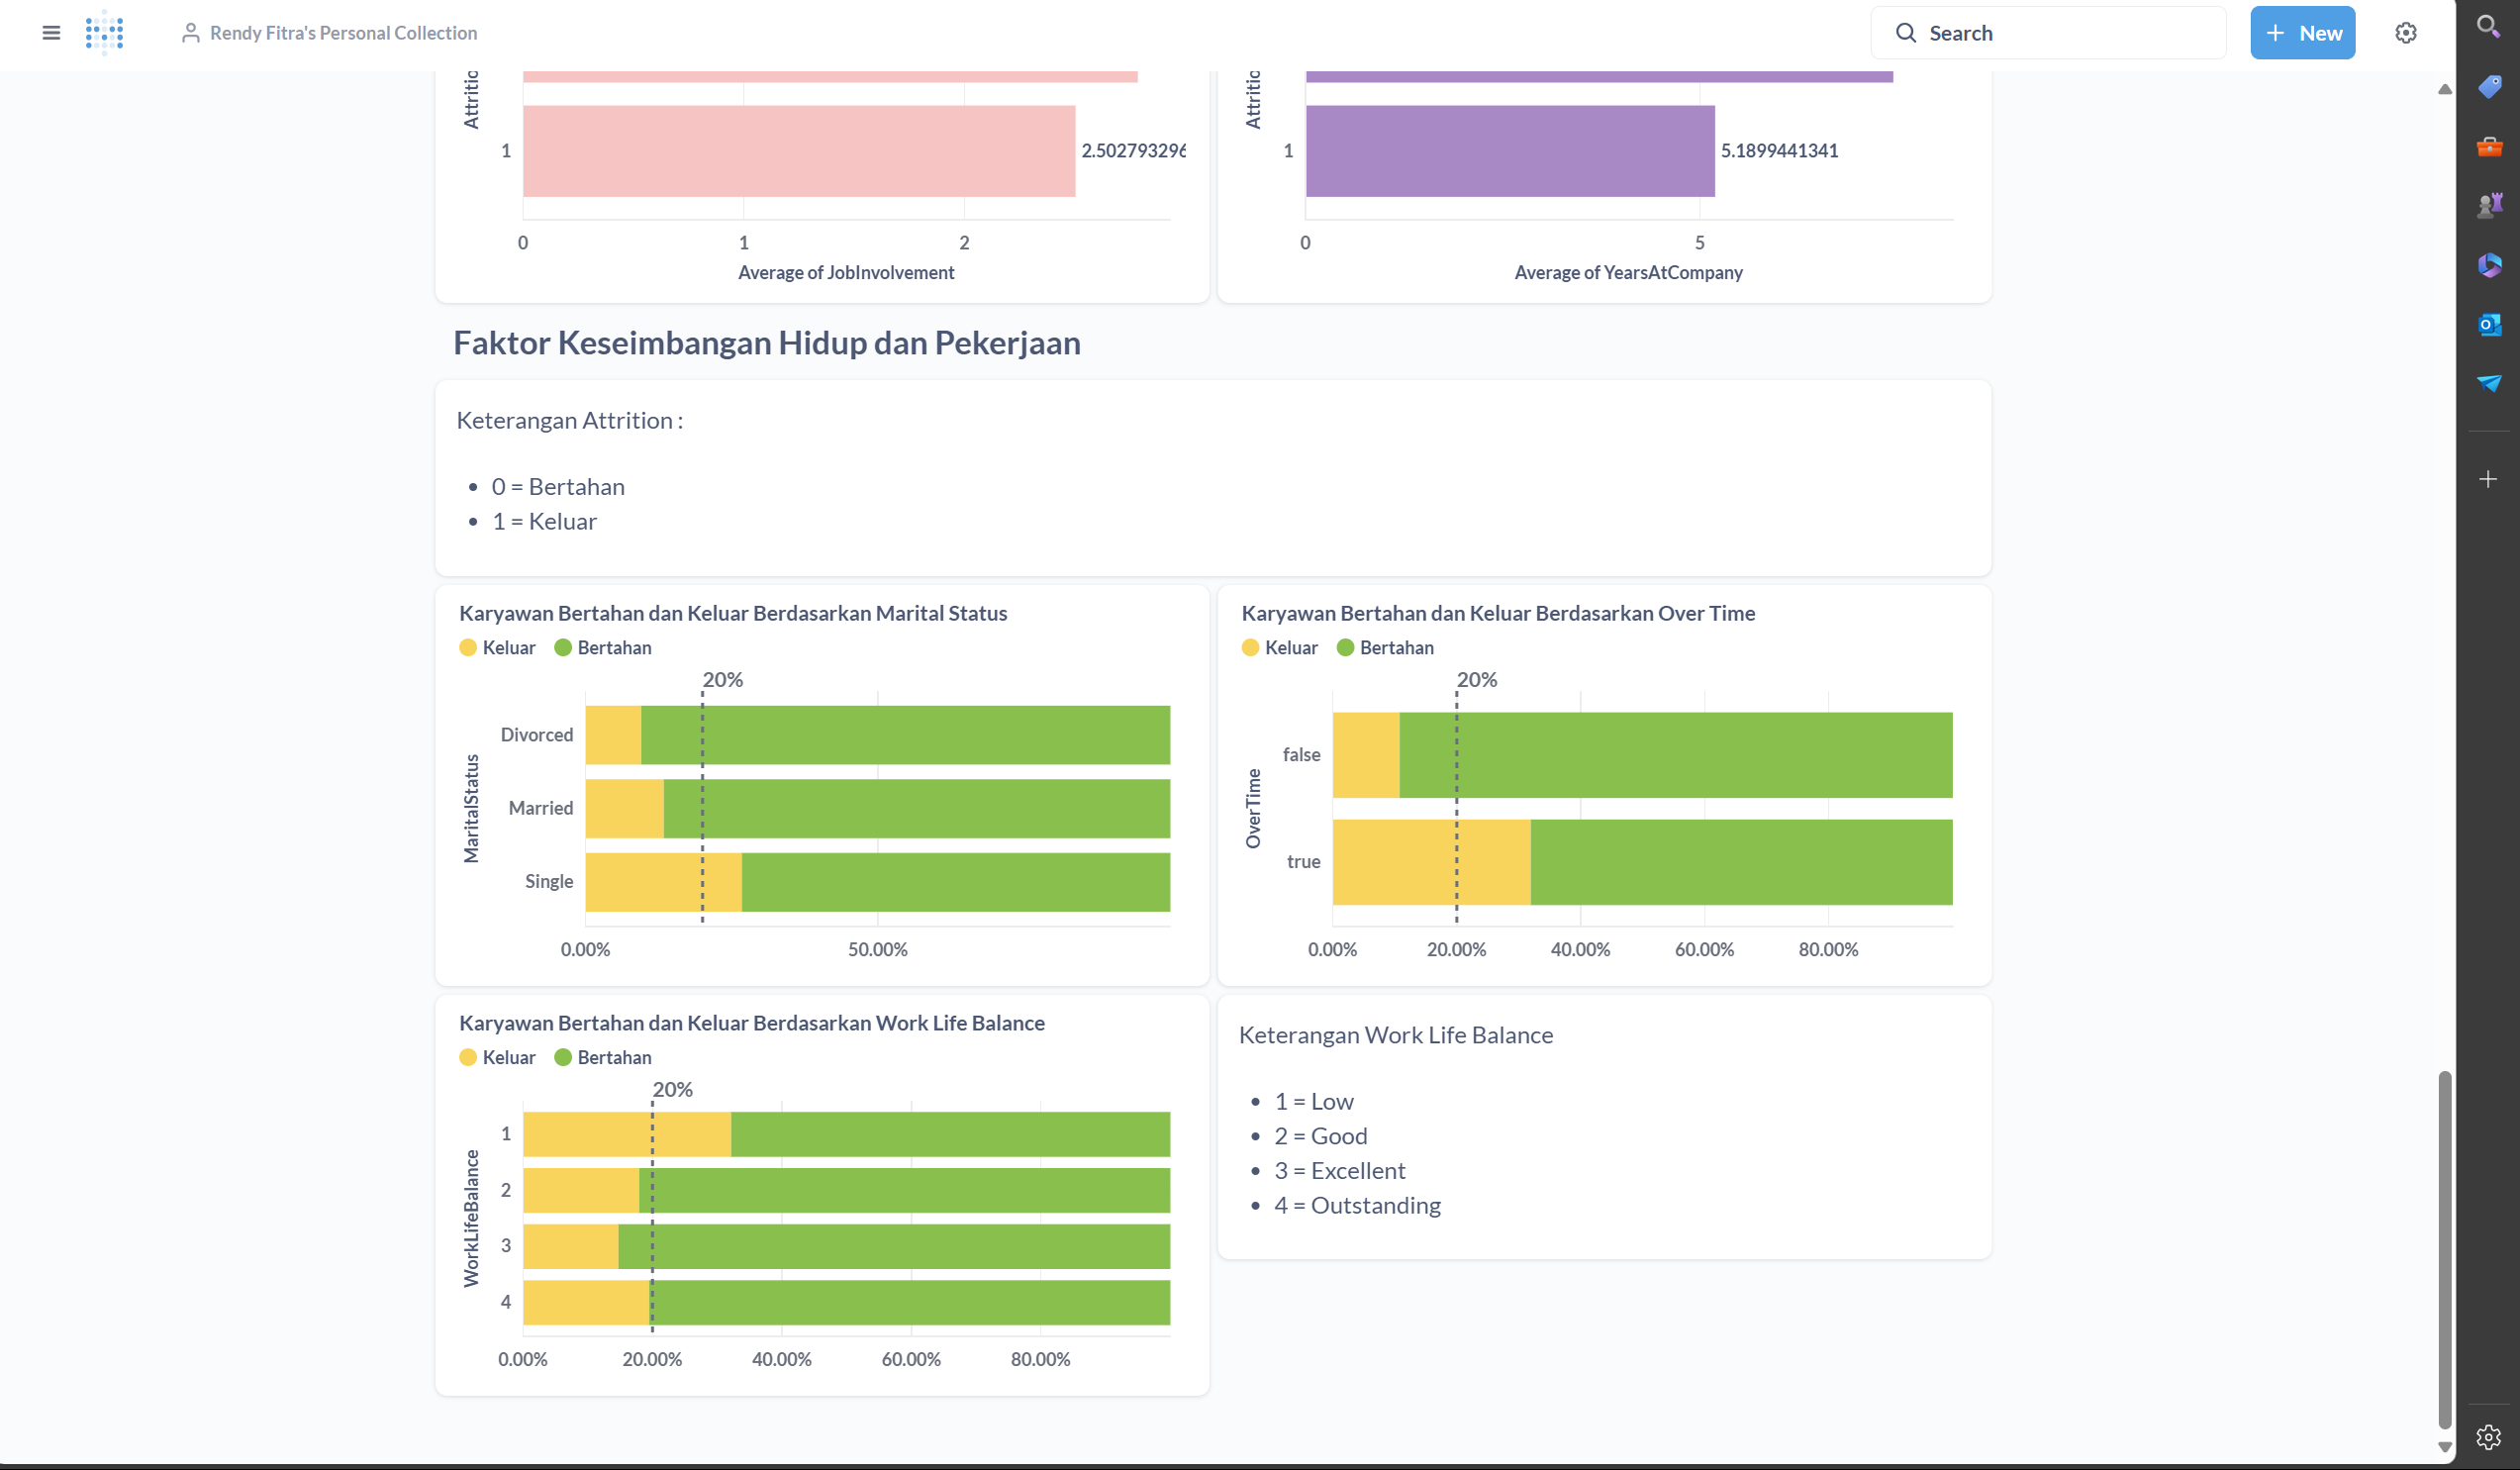 Rendy Fitra's Personal Collection
Search
New
1
2.502793296
0 1 2
Average of JobInvolvement
1
5.1899441341
0 5
Average of YearsAtCompany
Faktor Keseimbangan Hidup dan Pekerjaan
Keterangan Attrition :
0 = Bertahan
1 = Keluar
Karyawan Bertahan dan Keluar Berdasarkan Marital Status
Keluar Bertahan
20%
MaritalStatus
Divorced
Married
Single
0.00% 50.00%
Karyawan Bertahan dan Keluar Berdasarkan Over Time
Keluar Bertahan
20%
OverTime
false
true
0.00% 20.00% 40.00% 60.00% 80.00%
Karyawan Bertahan dan Keluar Berdasarkan Work Life Balance
Keluar Bertahan
20%
WorkLifeBalance
1
2
3
4
0.00% 20.00% 40.00% 60.00% 80.00%
Keterangan Work Life Balance
1 = Low
2 = Good
3 = Excellent
4 = Outstanding